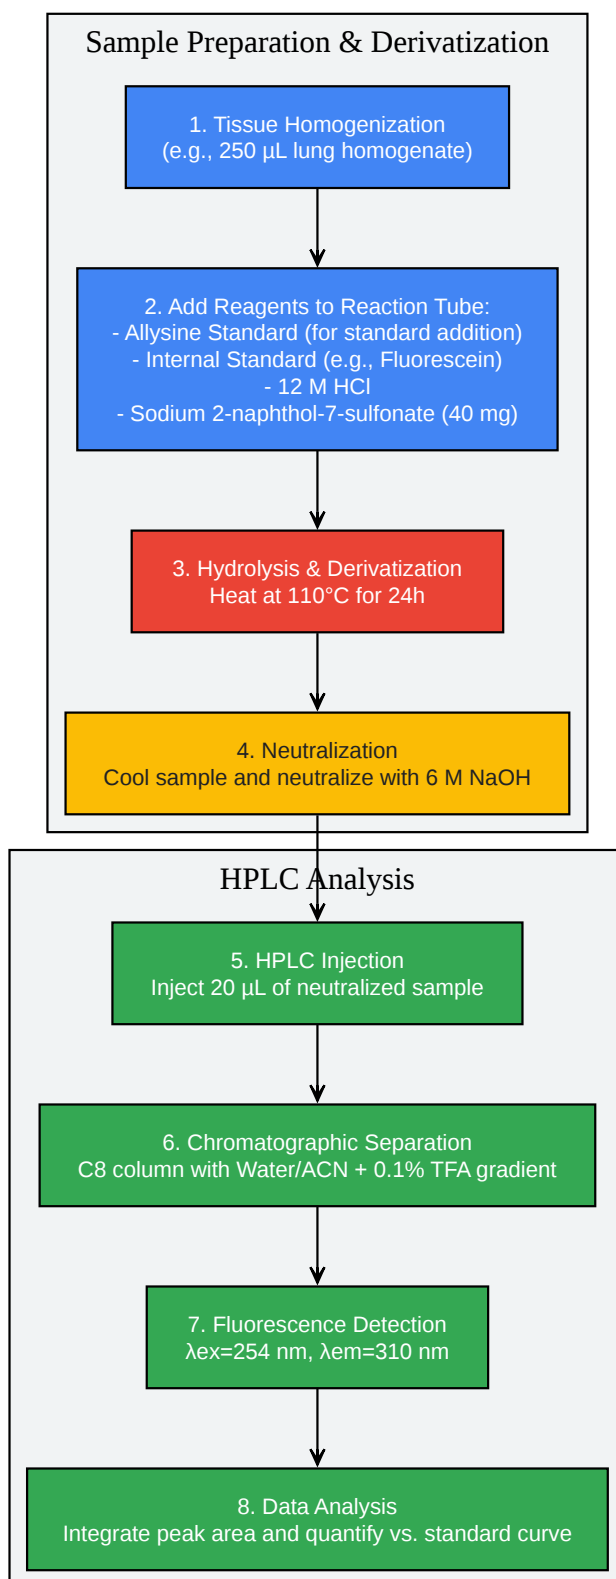 Sample Preparation & Derivatization
1. Tissue Homogenization
(e.g., 250 µL lung homogenate)
2. Add Reagents to Reaction Tube:
- Allysine Standard (for standard addition)
- Internal Standard (e.g., Fluorescein)
- 12 M HCl
- Sodium 2-naphthol-7-sulfonate (40 mg)
3. Hydrolysis & Derivatization
Heat at 110°C for 24h
4. Neutralization
Cool sample and neutralize with 6 M NaOH
HPLC Analysis
5. HPLC Injection
Inject 20 µL of neutralized sample
6. Chromatographic Separation
C8 column with Water/ACN + 0.1% TFA gradient
7. Fluorescence Detection
λex=254 nm, λem=310 nm
8. Data Analysis
Integrate peak area and quantify vs. standard curve